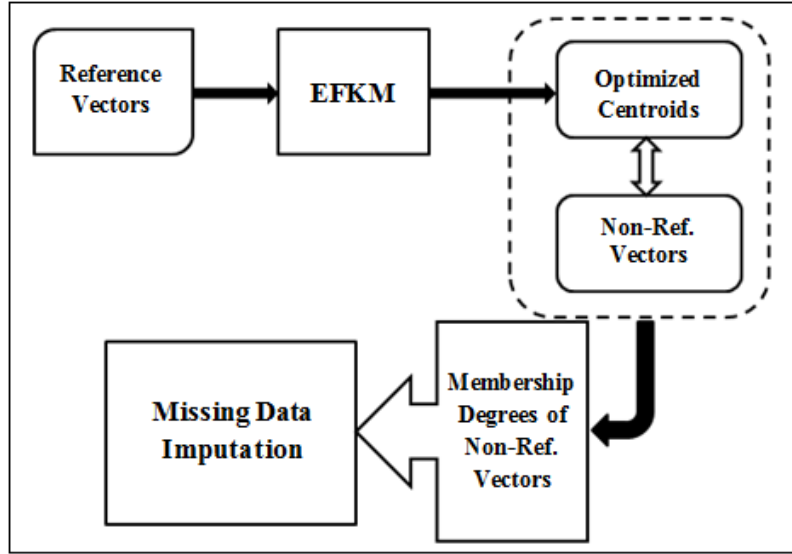 Reference
Vectors
EFKM
Optimized
Centroids
Non-Ref.
Vectors
Membership
Degrees of
Non-Ref.
Vectors
Missing Data
Imputation